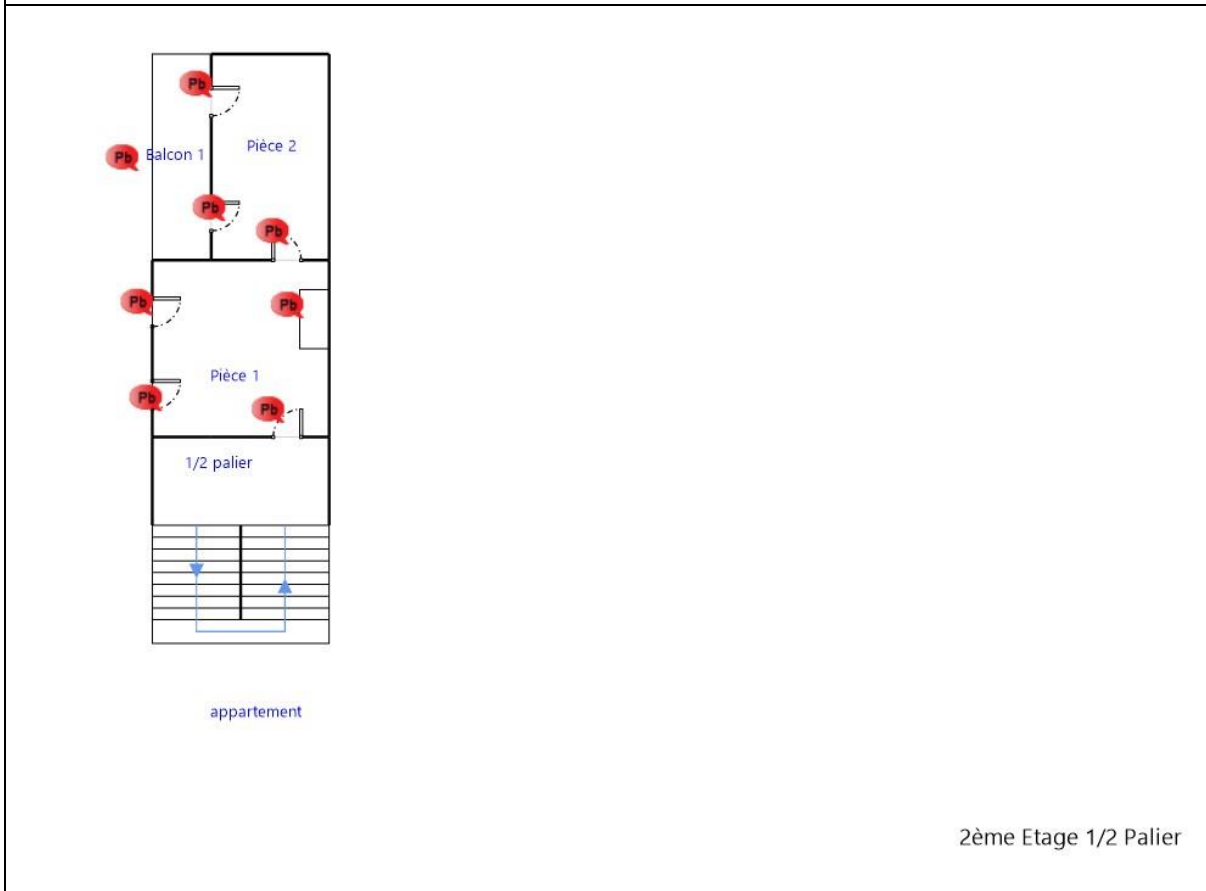 Pb
Pièce 2
Pb
Balcon 1
Pb
Pb
Pb
Pb
Pièce 1
Pb
Pb
1/2 palier
appartement
2ème Etage 1/2 Palier